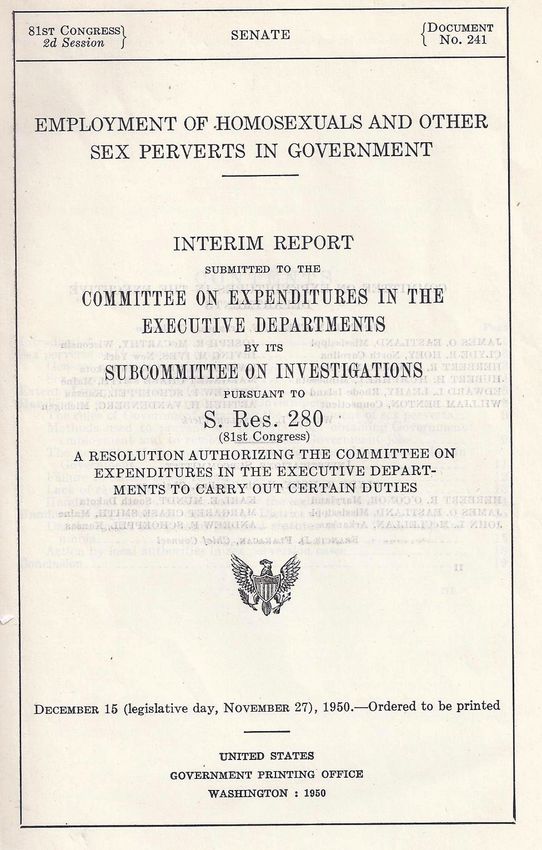 81ST CONGRESS
2d Session
SENATE
DOCUMENT
No. 241
EMPLOYMENT OF HOMOSEXUALS AND OTHER
SEX PERVERTS IN GOVERNMENT
INTERIM REPORT
SUBMITTED TO THE
COMMITTEE ON EXPENDITURES IN THE
EXECUTIVE DEPARTMENTS
BY ITS
SUBCOMMITTEE ON INVESTIGATIONS
PURSUANT TO
S. Res. 280
(81st Congress)
A RESOLUTION AUTHORIZING THE COMMITTEE ON
EXPENDITURES IN THE EXECUTIVE DEPART-
MENTS TO CARRY OUT CERTAIN DUTIES
DECEMBER 15 (legislative day, NOVEMBER 27), 1950.—Ordered to be printed
UNITED STATES
GOVERNMENT PRINTING OFFICE
WASHINGTON : 1950